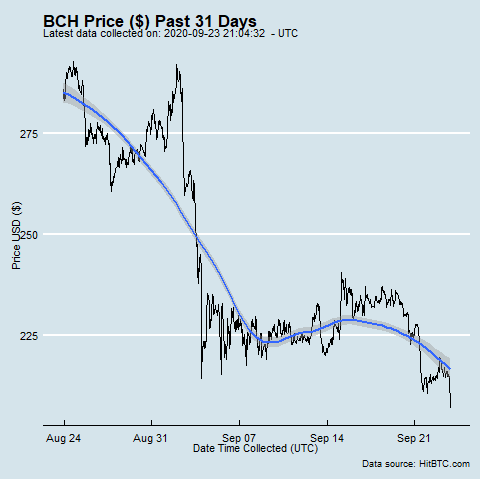 BCH Price ($) Past 31 Days
Latest data collected on: 2020-09-23 21:04:32 - UTC
275
250
225
Price USD ($)
Aug 24 Aug 31 Sep 07 Sep 14 Sep 21
Date Time Collected (UTC)
Data source: HitBTC.com